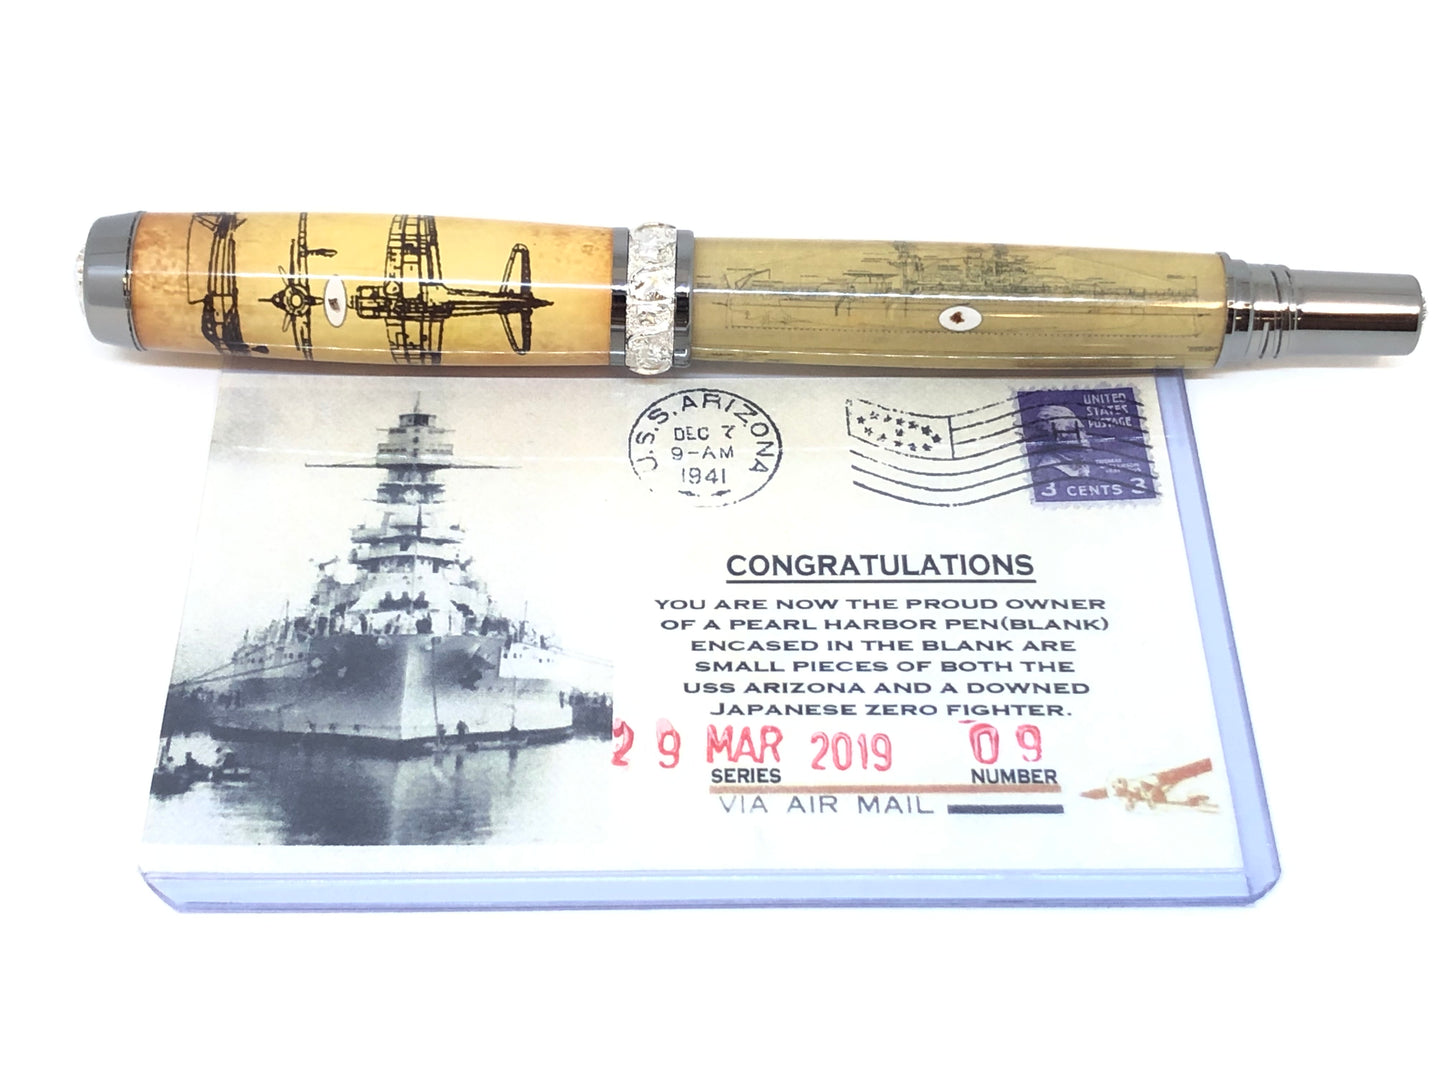 U.S.S. ARIZONA
DEC 7
9-AM
1941
UNITED
STATES
POSTAGE
THOMAS
3 CENTS 3
CONGRATULATIONS
YOU ARE NOW THE PROUD OWNER
OF A PEARL HARBOR PEN(BLANK)
ENCASED IN THE BLANK ARE
SMALL PIECES OF BOTH THE
USS ARIZONA AND A DOWNED
JAPANESE ZERO FIGHTER.
29 MAR 2019 09
SERIES NUMBER
VIA AIR MAIL